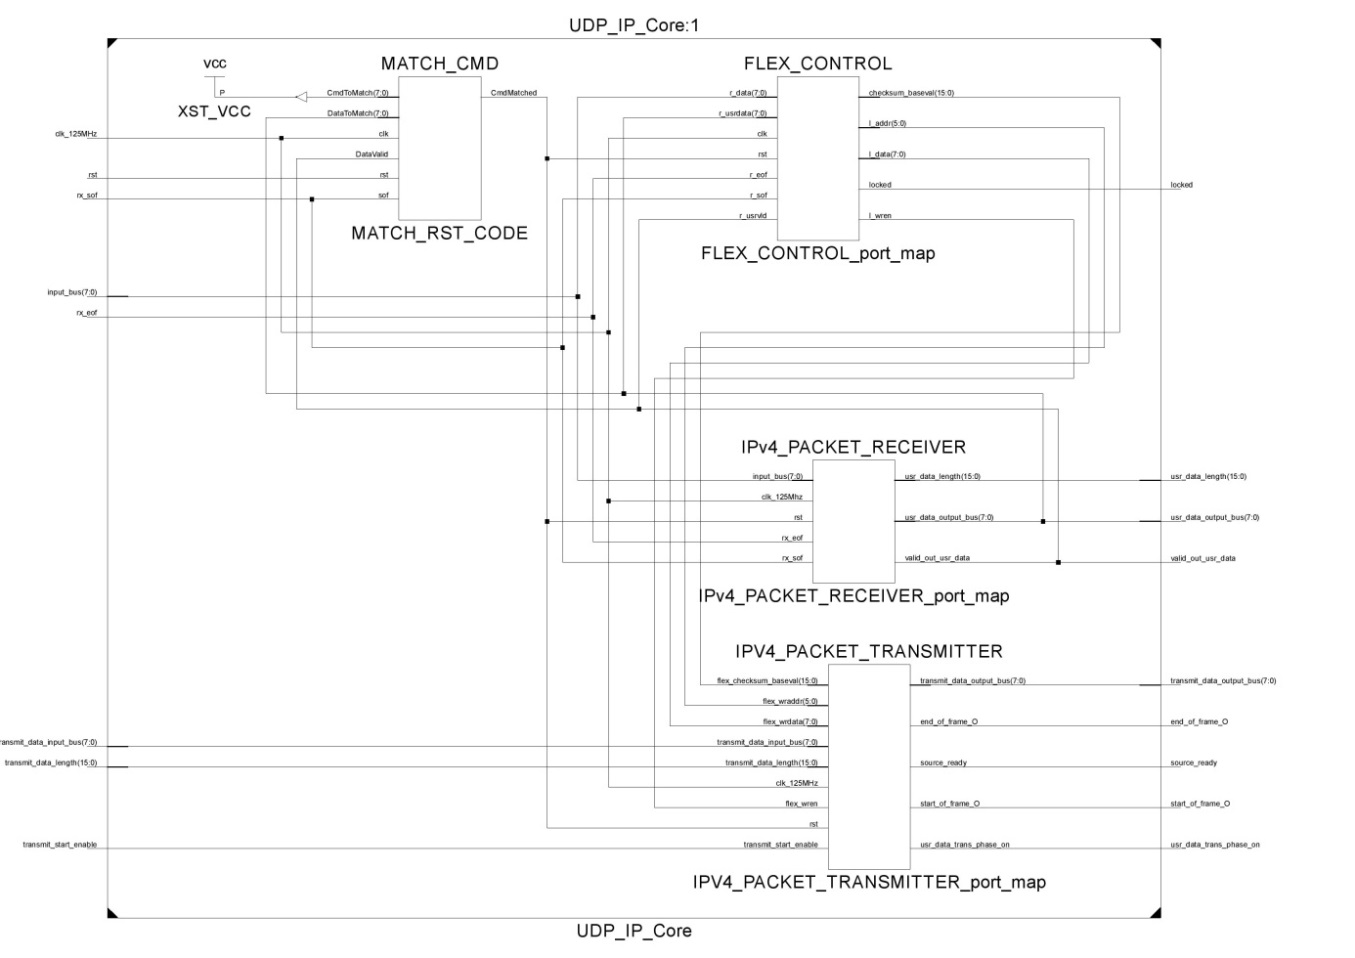 UDP_IP_Core:1
VCC
P
XST_VCC
MATCH_CMD
CmdToMatch(7:0)
DataToMatch(7:0)
clk
DataValid
rst
sof
CmdMatched
MATCH_RST_CODE
FLEX_CONTROL
r_data(7:0)
r_usrdata(7:0)
clk
rst
r_eof
r_sof
r_usrvld
checksum_baseval(15:0)
l_addr(5:0)
l_data(7:0)
locked
l_wren
FLEX_CONTROL_port_map
clk_125MHz
rst
rx_sof
input_bus(7:0)
rx_eof
locked
IPv4_PACKET_RECEIVER
input_bus(7:0)
clk_125Mhz
rst
rx_eof
rx_sof
usr_data_length(15:0)
usr_data_output_bus(7:0)
valid_out_usr_data
IPv4_PACKET_RECEIVER_port_map
usr_data_length(15:0)
usr_data_output_bus(7:0)
valid_out_usr_data
IPV4_PACKET_TRANSMITTER
flex_checksum_baseval(15:0)
flex_wraddr(5:0)
flex_wrdata(7:0)
transmit_data_input_bus(7:0)
transmit_data_length(15:0)
clk_125MHz
flex_wren
rst
transmit_start_enable
transmit_data_output_bus(7:0)
end_of_frame_O
source_ready
start_of_frame_O
usr_data_trans_phase_on
IPV4_PACKET_TRANSMITTER_port_map
ransmit_data_input_bus(7:0)
transmit_data_length(15:0)
transmit_start_enable
transmit_data_output_bus(7:0)
end_of_frame_O
source_ready
start_of_frame_O
usr_data_trans_phase_on
UDP_IP_Core